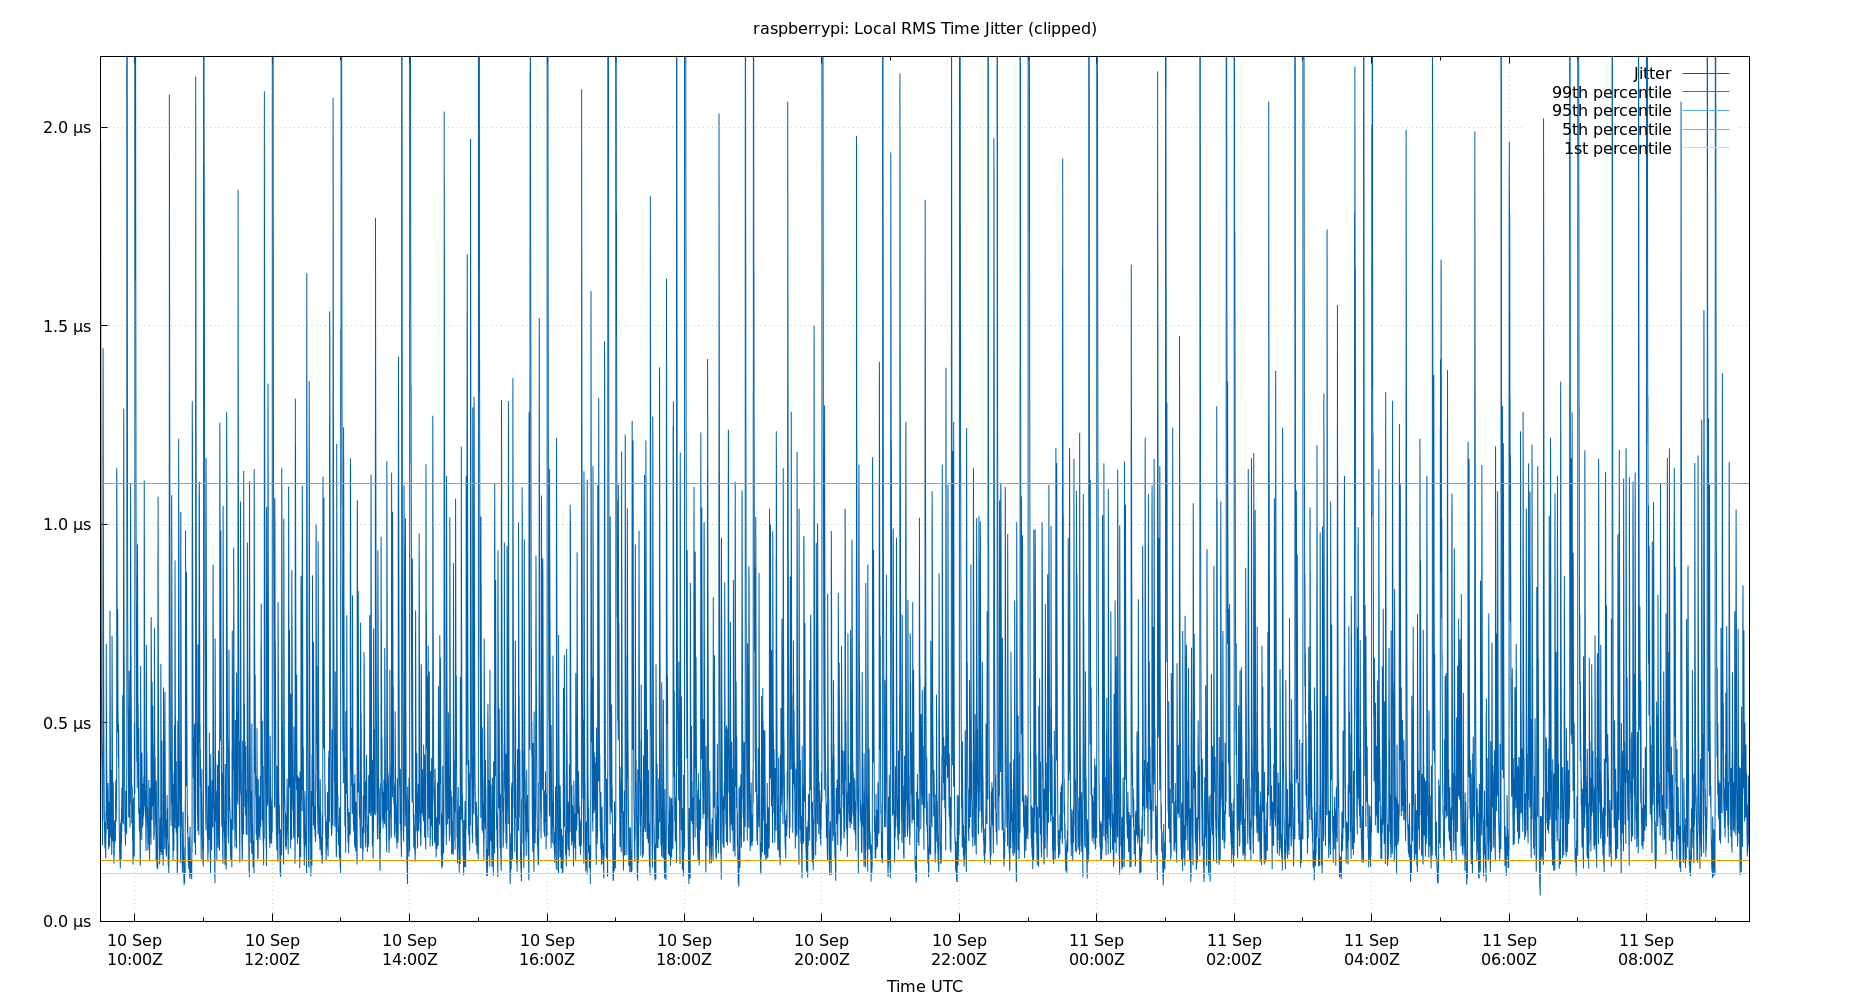 raspberrypi: Local RMS Time Jitter (clipped)
Jitter
99th percentile
95th percentile
5th percentile
1st percentile
2.0 µs
1.5 µs
1.0 µs
0.5 µs
0.0 µs
10 Sep 10 Sep 10 Sep 10 Sep 10 Sep 10 Sep 10 Sep 11 Sep 11 Sep 11 Sep 11 Sep 11 Sep
10:00Z 12:00Z 14:00Z 16:00Z 18:00Z 20:00Z 22:00Z 00:00Z 02:00Z 04:00Z 06:00Z 08:00Z
Time UTC